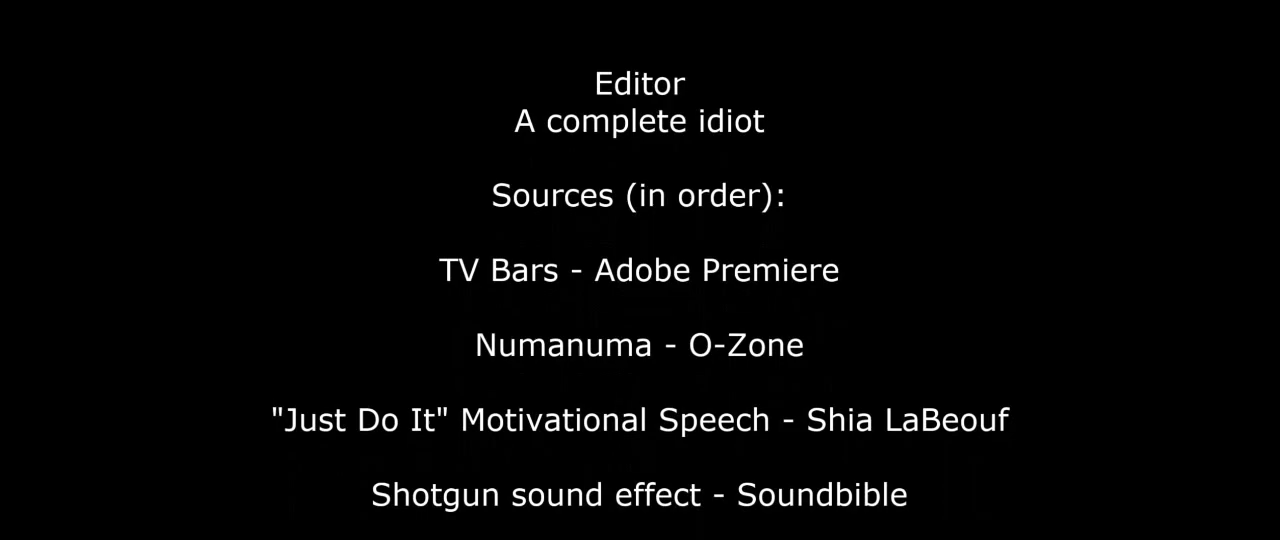 Editor
A complete idiot
Sources (in order):
TV Bars - Adobe Premiere
Numanuma - O-Zone
"Just Do It" Motivational Speech - Shia LaBeouf
Shotgun sound effect - Soundbible